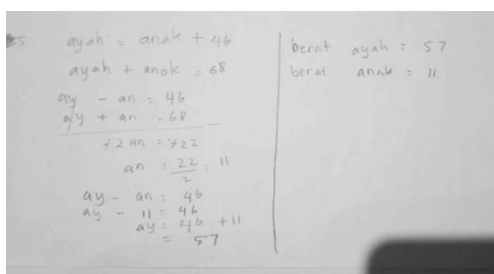 ayah = anak + 46
ayah + anak = 68
ay - an = 46
ay + an = 68
-
+2 an = +22
an = 22/2 = 11
ay - an = 46
ay - 11 = 46
ay = 46 + 11
= 57
berat ayah = 57
berat anak = 11